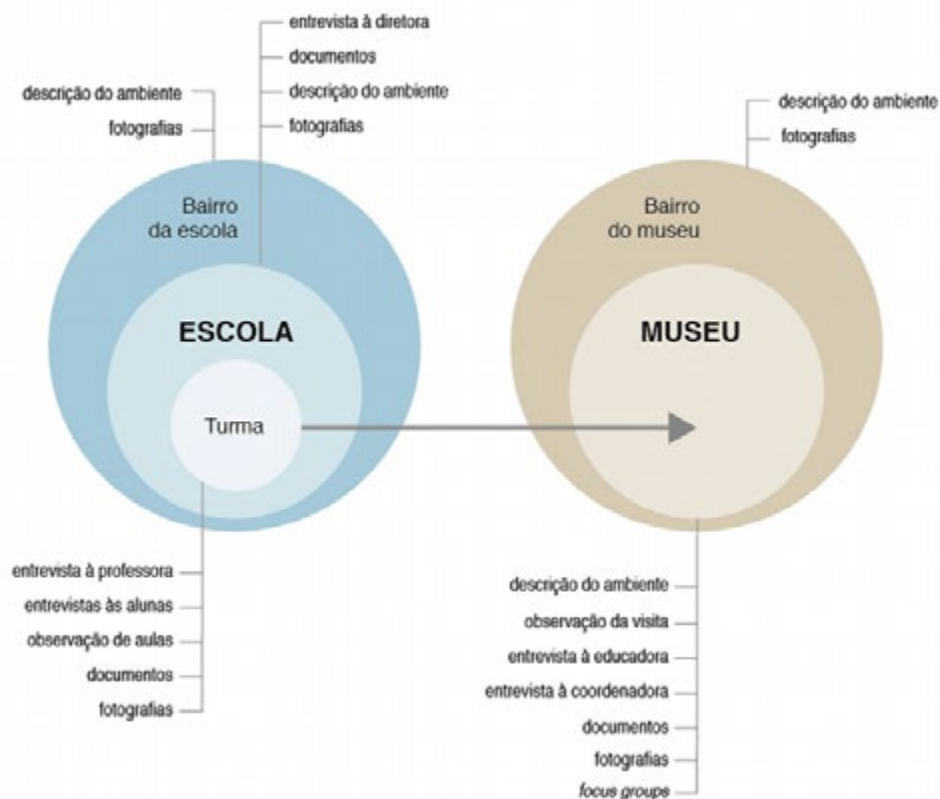 entrevista à diretora
documentos
descrição do ambiente
fotografias
descrição do ambiente
fotografias
Bairro
da escola
ESCOLA
Turma
entrevista à professora
entrevistas às alunas
observação de aulas
documentos
fotografias
descrição do ambiente
fotografias
Bairro
do museu
MUSEU
descrição do ambiente
observação da visita
entrevista à educadora
entrevista à coordenadora
documentos
fotografias
focus groups